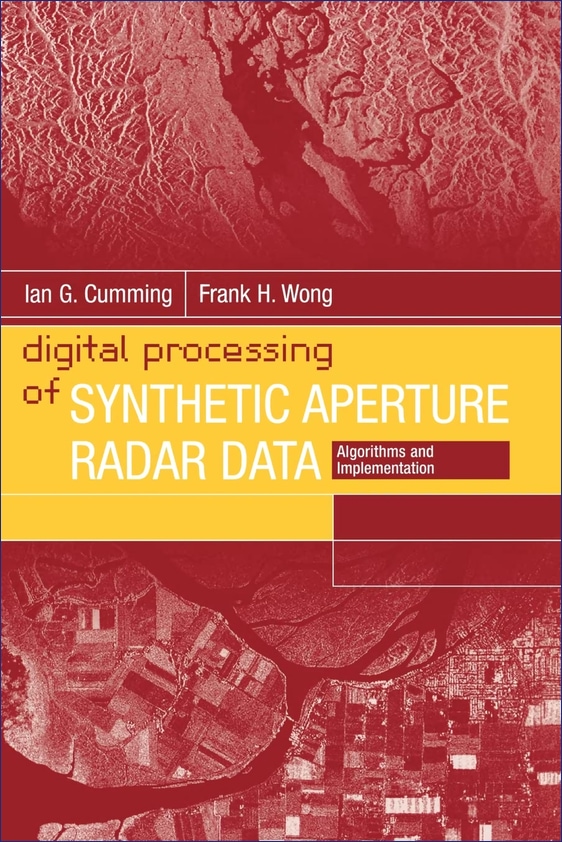 Ian G. Cumming
Frank H. Wong
digital processing
of SYNTHETIC APERTURE
RADAR DATA
Algorithms and
Implementation